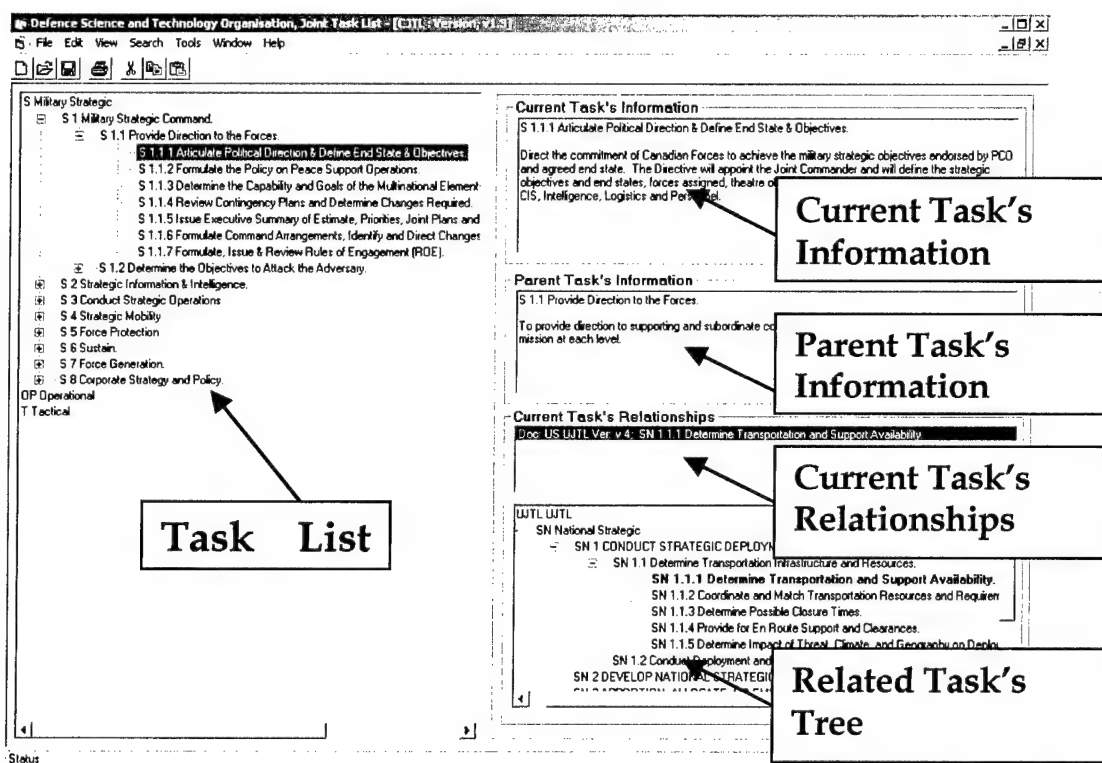 Defence Science and Technology Organisation, Joint Task List - [CJTL : Version: v1.3]
File Edit View Search Tools Window Help
S Military Strategic
S 1 Military Strategic Command.
S 1.1 Provide Direction to the Forces.
S 1.1.1 Articulate Political Direction & Define End State & Objectives.
S 1.1.2 Formulate the Policy on Peace Support Operations.
S 1.1.3 Determine the Capability and Goals of the Multinational Element
S 1.1.4 Review Contingency Plans and Determine Changes Required.
S 1.1.5 Issue Executive Summary of Estimate, Priorities, Joint Plans and
S 1.1.6 Formulate Command Arrangements, Identify and Direct Changes
S 1.1.7 Formulate, Issue & Review Rules of Engagement (ROE).
S 1.2 Determine the Objectives to Attack the Adversary.
S 2 Strategic Information & Intelligence.
S 3 Conduct Strategic Operations
S 4 Strategic Mobility
S 5 Force Protection
S 6 Sustain.
S 7 Force Generation.
S 8 Corporate Strategy and Policy.
OP Operational
T Tactical
Task List
Current Task's Information
S 1.1.1 Articulate Political Direction & Define End State & Objectives.
Direct the commitment of Canadian Forces to achieve the military strategic objectives endorsed by PCO
and agreed end state. The Directive will appoint the Joint Commander and will define the strategic
objectives and end states, forces assigned, theatre
CIS, Intelligence, Logistics and Personnel.
Current Task's
Information
Parent Task's Information
S 1.1 Provide Direction to the Forces.
To provide direction to supporting and subordinate
mission at each level.
Parent Task's
Information
Current Task's Relationships
Doc: US UJTL Ver: v 4; SN 1.1.1 Determine Transportation and Support Availability
Current Task's
Relationships
UJTL UJTL
SN National Strategic
SN 1 CONDUCT STRATEGIC
SN 1.1 Determine Transportation Infrastructure and Resources.
SN 1.1.1 Determine Transportation and Support Availability.
SN 1.1.2 Coordinate and Match Transportation Resources and
SN 1.1.3 Determine Possible Closure Times.
SN 1.1.4 Provide for En Route Support and Clearances.
SN 1.1.5 Determine Impact of Threat, Climate, and Geography on
SN 1.2 Conduct Deployment and
SN 2 DEVELOP NATIONAL STRATEGIC
Related Task's
Tree
Status